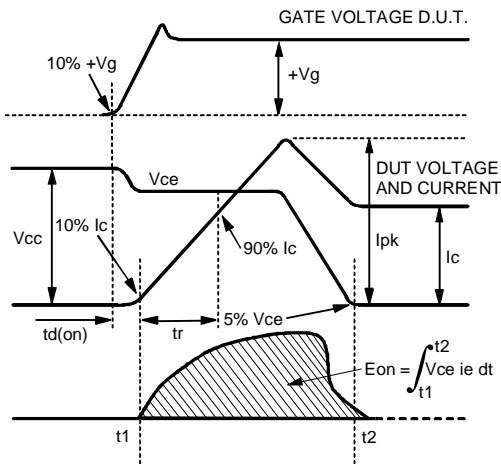 GATE VOLTAGE D.U.T.
10% +Vg
+Vg
Vce
DUT VOLTAGE
AND CURRENT
Vcc
10% Ic
90% Ic
Ipk
Ic
td(on)
tr
5% Vce
Eon = ∫ Vce ie dt
t2
t1
t1
t2